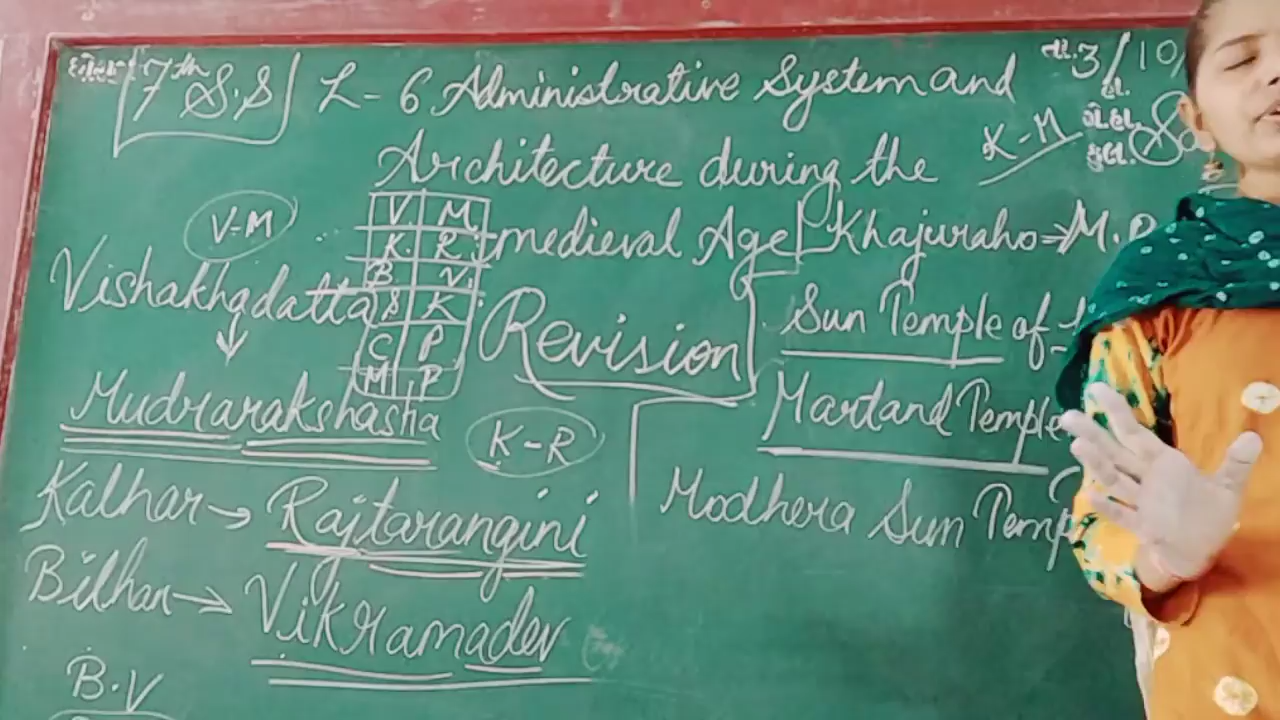 7th S.S L-6 Administrative System and
Architecture during the
medieval Age
તા. 3/10/
K-M
V-M
V M
K R
B V
S K
C P
M P
Vishakhadatta
↓
Mudrarakshasha
Revision
K-R
Kalhar → Rajtarangini
Bilhan → Vikramadev
B.V
Khajuraho ⇒ M.P
Sun Temple of
Martand Temple
Modhera Sun Temp